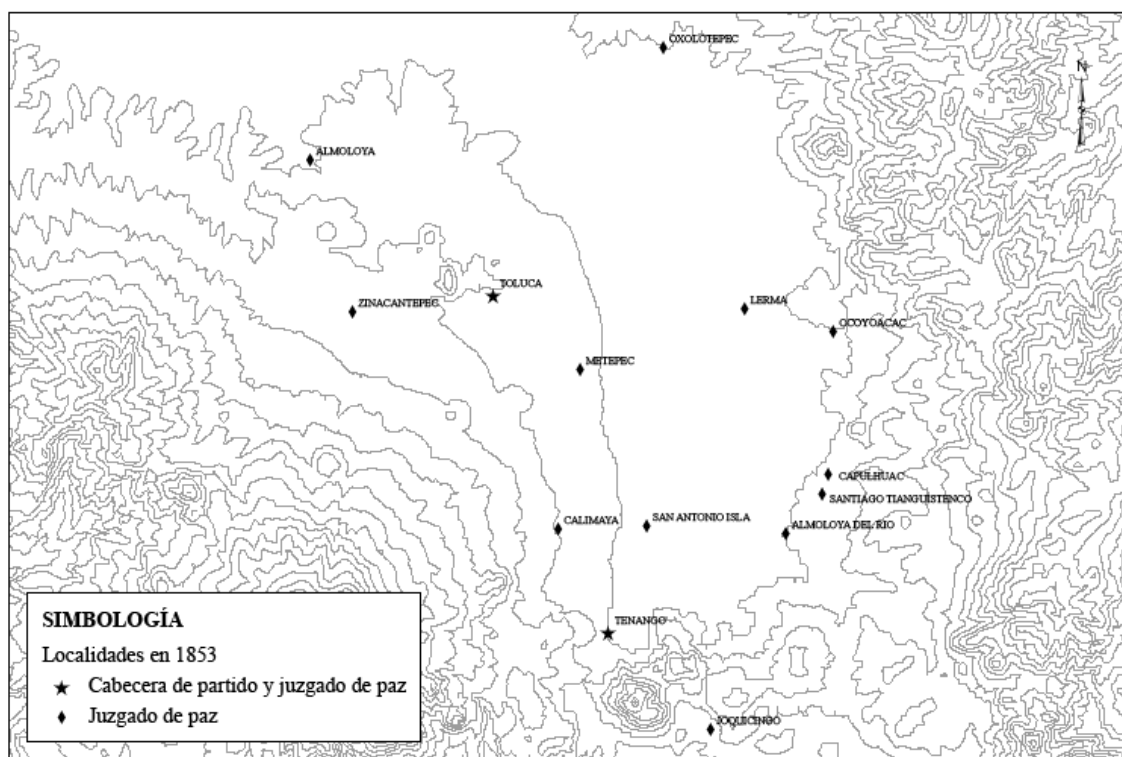 OXOLOTEPEC
N
ALMOLOYA
TOLUCA
ZINACANTEPEC
LERMA
OCOYOACAC
METEPEC
CAPULHUAC
SANTIAGO TIANGUISTENCO
CALIMAYA
SAN ANTONIO ISLA
ALMOLOYA DEL RÍO
TENANGO
JOQUICINGO
SIMBOLOGÍA
Localidades en 1853
Cabecera de partido y juzgado de paz
Juzgado de paz